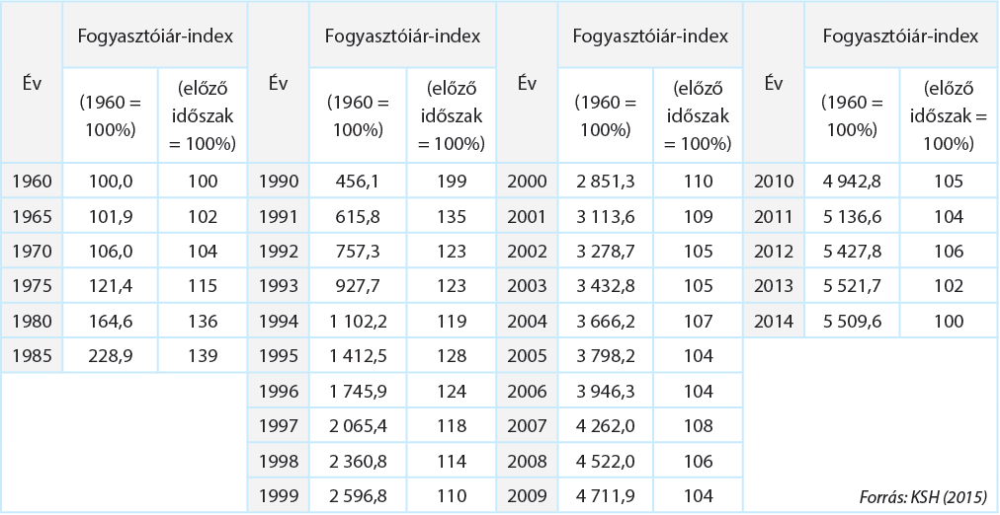 Év Fogyasztóiár-index Év Fogyasztóiár-index Év Fogyasztóiár-index Év Fogyasztóiár-index
(1960 = 100%) (előző időszak = 100%) (1960 = 100%) (előző időszak = 100%) (1960 = 100%) (előző időszak = 100%) (1960 = 100%) (előző időszak = 100%)
1960 100,0 100 1990 456,1 199 2000 2 851,3 110 2010 4 942,8 105
1965 101,9 102 1991 615,8 135 2001 3 113,6 109 2011 5 136,6 104
1970 106,0 104 1992 757,3 123 2002 3 278,7 105 2012 5 427,8 106
1975 121,4 115 1993 927,7 123 2003 3 432,8 105 2013 5 521,7 102
1980 164,6 136 1994 1 102,2 119 2004 3 666,2 107 2014 5 509,6 100
1985 228,9 139 1995 1 412,5 128 2005 3 798,2 104
1996 1 745,9 124 2006 3 946,3 104
1997 2 065,4 118 2007 4 262,0 108
1998 2 360,8 114 2008 4 522,0 106
1999 2 596,8 110 2009 4 711,9 104 Forrás: KSH (2015)